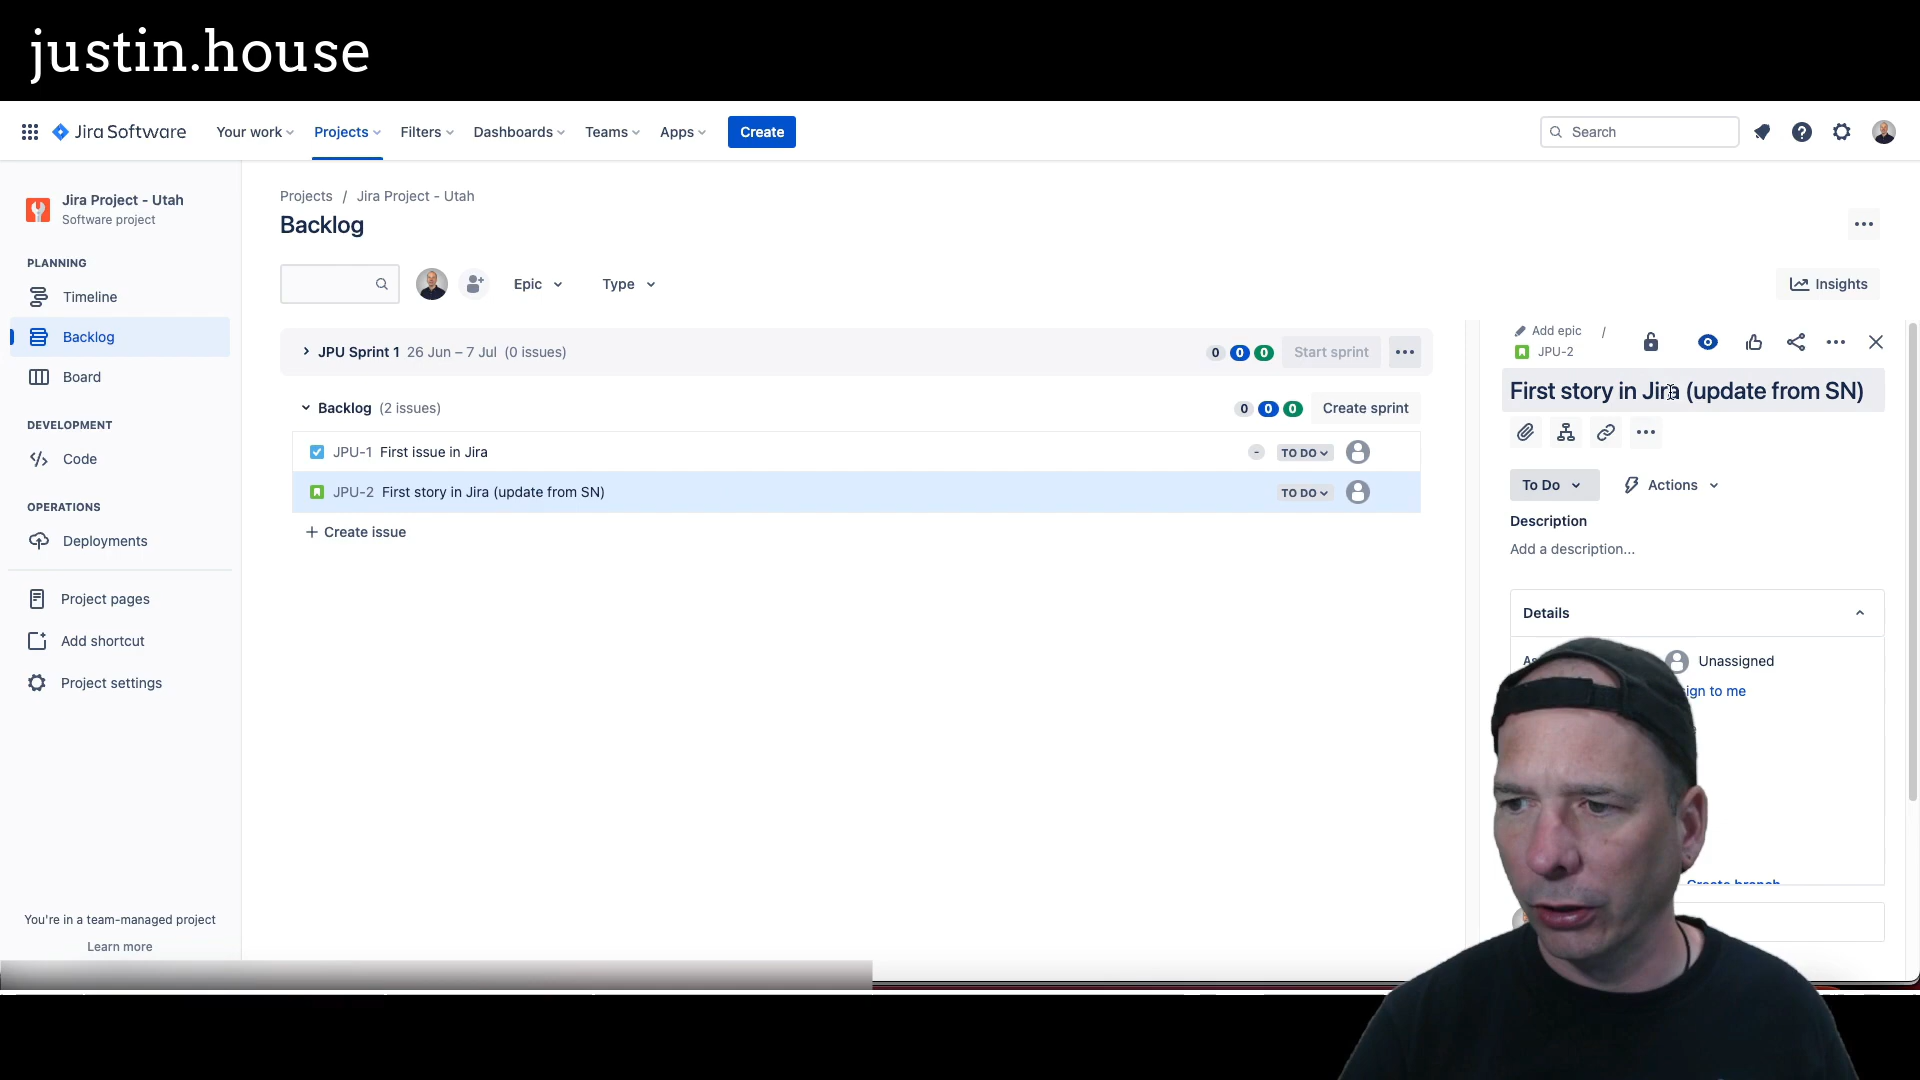 justin.house
Jira Software
Your work
Projects
Filters
Dashboards
Teams
Apps
Create
Search
Jira Project - Utah
Software project
PLANNING
Timeline
Backlog
Board
DEVELOPMENT
Code
OPERATIONS
Deployments
Project pages
Add shortcut
Project settings
You're in a team-managed project
Learn more
Projects / Jira Project - Utah
Backlog
Epic
Type
Insights
JPU Sprint 1 26 Jun – 7 Jul (0 issues)
0 0 0
Start sprint
Backlog (2 issues)
0 0 0
Create sprint
JPU-1 First issue in Jira
- TO DO
JPU-2 First story in Jira (update from SN)
TO DO
+ Create issue
Add epic /
JPU-2
First story in Jira (update from SN)
To Do
Actions
Description
Add a description...
Details
Unassigned
ign to me
Create branch